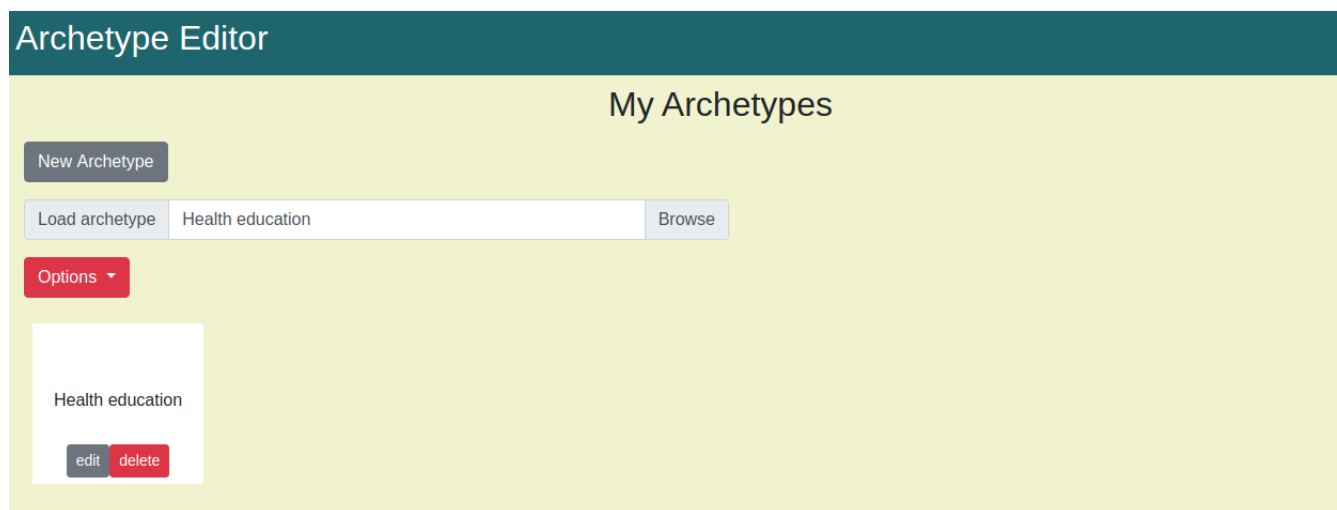 Archetype Editor
My Archetypes
New Archetype
Load archetype Health education Browse
Options
Health education
edit delete